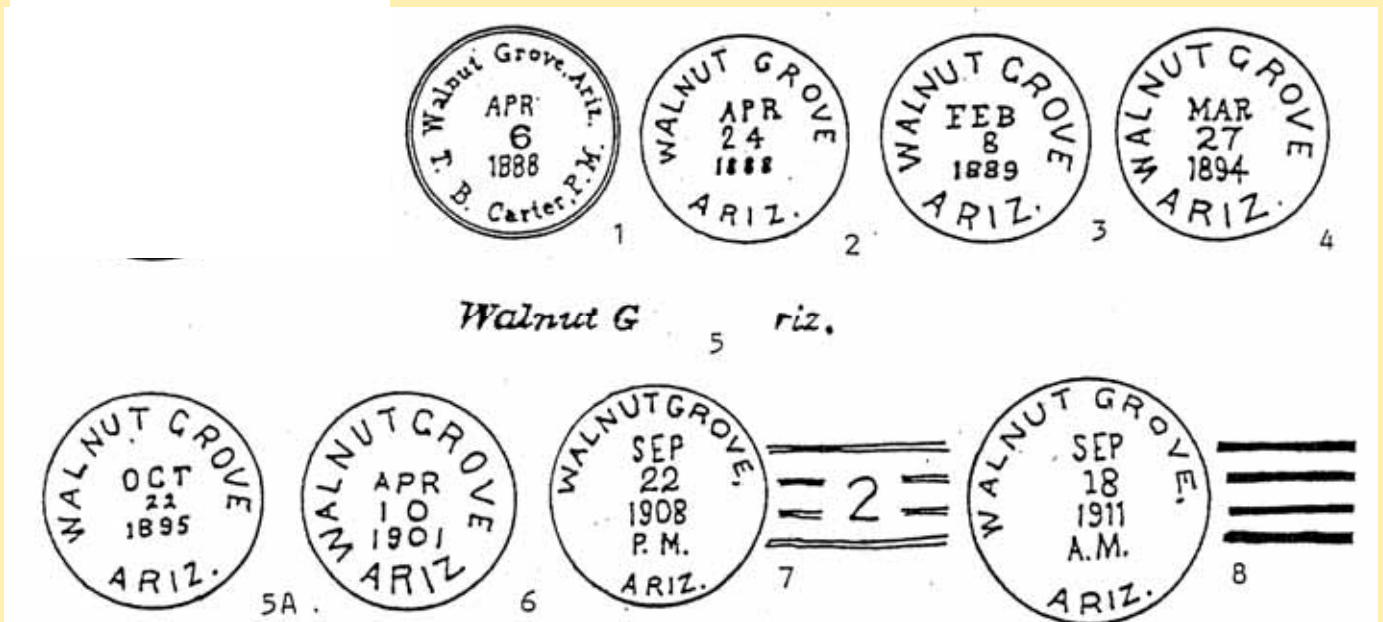 Walnut Grove, Ariz.
APR
6
1888
T. B. Carter, P.M.
1
WALNUT GROVE
APR
24
1888
ARIZ.
2
WALNUT GROVE
FEB
8
1889
ARIZ.
3
WALNUT GROVE
MAR
27
1894
ARIZ.
4
Walnut G riz.
5
WALNUT GROVE
OCT
22
1895
ARIZ.
5A.
WALNUT GROVE
APR
10
1901
ARIZ
6
WALNUT GROVE,
SEP
22
1908
P. M.
ARIZ.
2
7
WALNUT GROVE,
SEP
18
1911
A.M.
ARIZ.
8